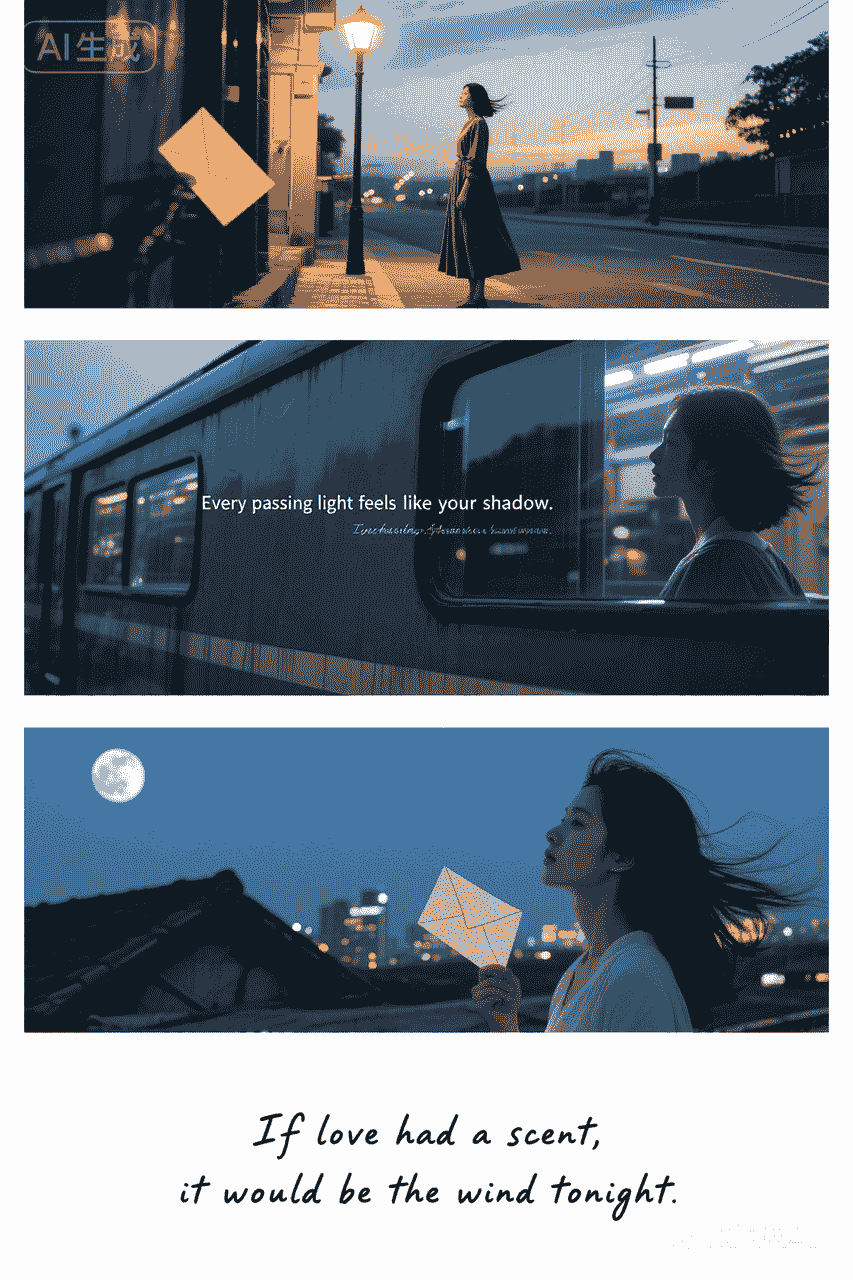 AI生成
Every passing light feels like your shadow.
If love had a scent,
it would be the wind tonight.